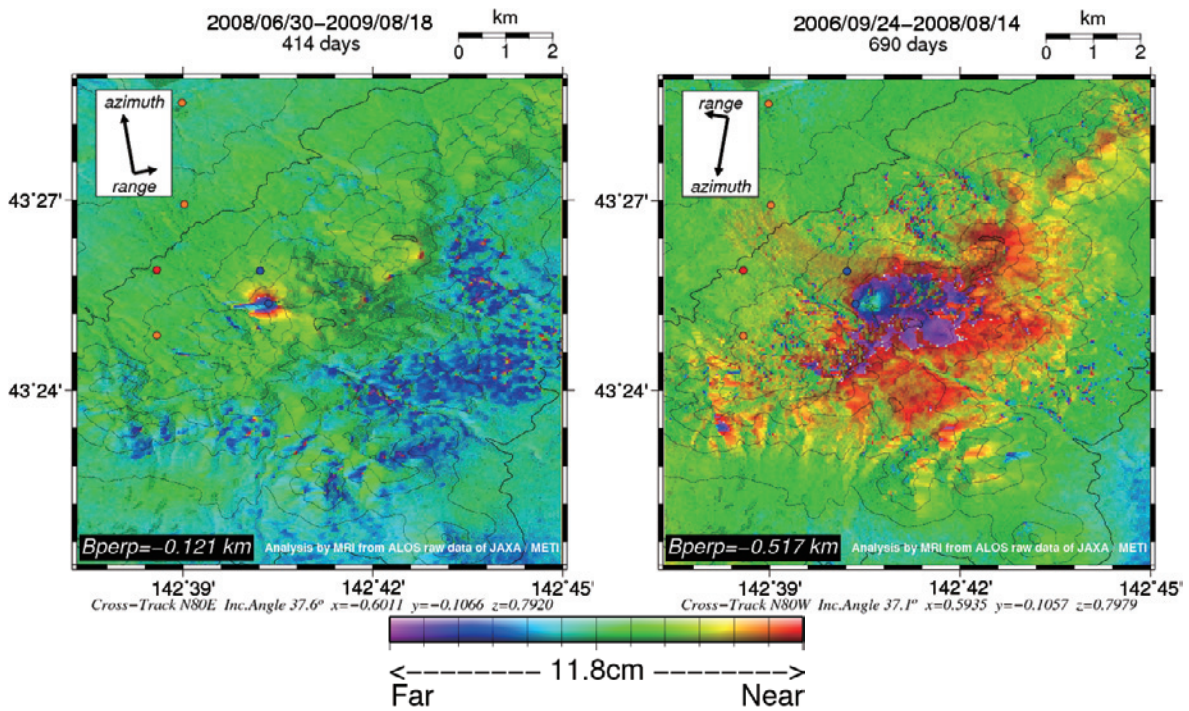 2008/06/30-2009/08/18
414 days
km
0 1 2
azimuth
range
43°27'
43°24'
Bperp=-0.121 km
Analysis by MRI from ALOS raw data of JAXA / METI
142°39'
142°42'
142°45'
Cross-Track N80E Inc.Angle 37.6° x=-0.6011 y=-0.1066 z=0.7920
2006/09/24-2008/08/14
690 days
km
0 1 2
range
azimuth
43°27'
43°24'
Bperp=-0.517 km
Analysis by MRI from ALOS raw data of JAXA / METI
142°39'
142°42'
142°45'
Cross-Track N80W Inc.Angle 37.1° x=0.5935 y=-0.1057 z=0.7979
<-------- 11.8cm -------->
Far Near